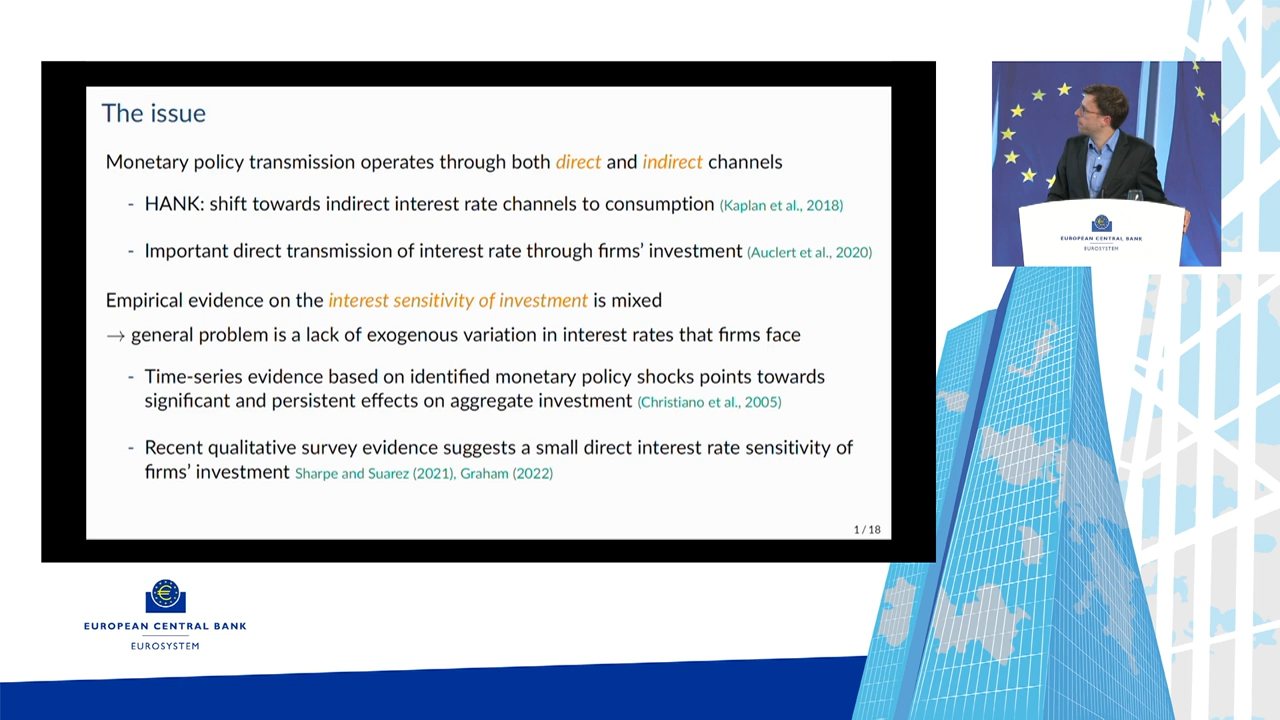 The issue
Monetary policy transmission operates through both direct and indirect channels
- HANK: shift towards indirect interest rate channels to consumption (Kaplan et al., 2018)
- Important direct transmission of interest rate through firms' investment (Auclert et al., 2020)
Empirical evidence on the interest sensitivity of investment is mixed
→ general problem is a lack of exogenous variation in interest rates that firms face
- Time-series evidence based on identified monetary policy shocks points towards
significant and persistent effects on aggregate investment (Christiano et al., 2005)
- Recent qualitative survey evidence suggests a small direct interest rate sensitivity of
firms' investment Sharpe and Suarez (2021), Graham (2022)
1 / 18
EUROPEAN CENTRAL BANK
EUROSYSTEM
EUROPEAN CENTRAL BANK
EUROSYSTEM